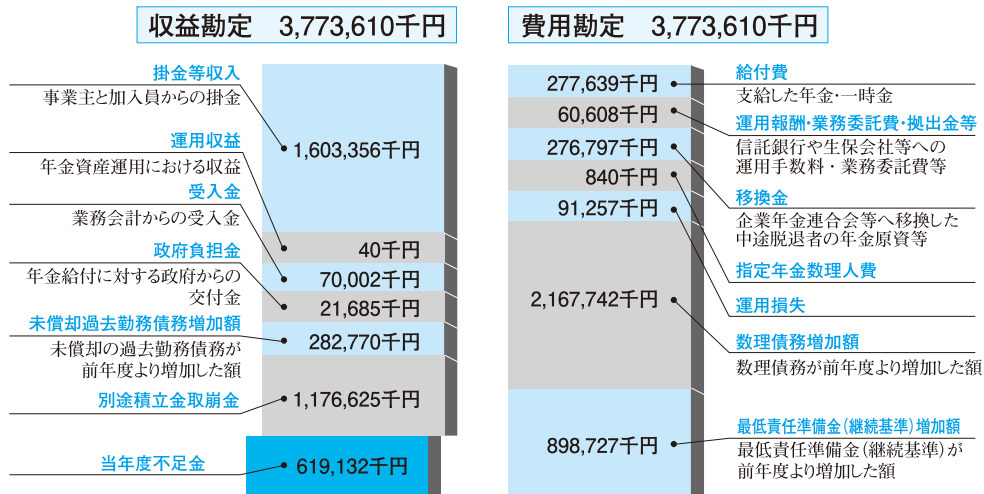 収益勘定 3,773,610千円
掛金等収入
事業主と加入員からの掛金
1,603,356千円
運用収益
年金資産運用における収益
40千円
受入金
業務会計からの受入金
70,002千円
政府負担金
年金給付に対する政府からの
交付金
21,685千円
未償却過去勤務債務増加額
未償却の過去勤務債務が
前年度より増加した額
282,770千円
別途積立金取崩金
1,176,625千円
当年度不足金
619,132千円
費用勘定 3,773,610千円
277,639千円
給付費
支給した年金・一時金
60,608千円
運用報酬・業務委託費・拠出金等
信託銀行や生保会社等への
運用手数料・業務委託費等
276,797千円
移換金
企業年金連合会等へ移換した
中途脱退者の年金原資等
840千円
指定年金数理人費
91,257千円
運用損失
2,167,742千円
数理債務増加額
数理債務が前年度より増加した額
898,727千円
最低責任準備金（継続基準）増加額
最低責任準備金（継続基準）が
前年度より増加した額